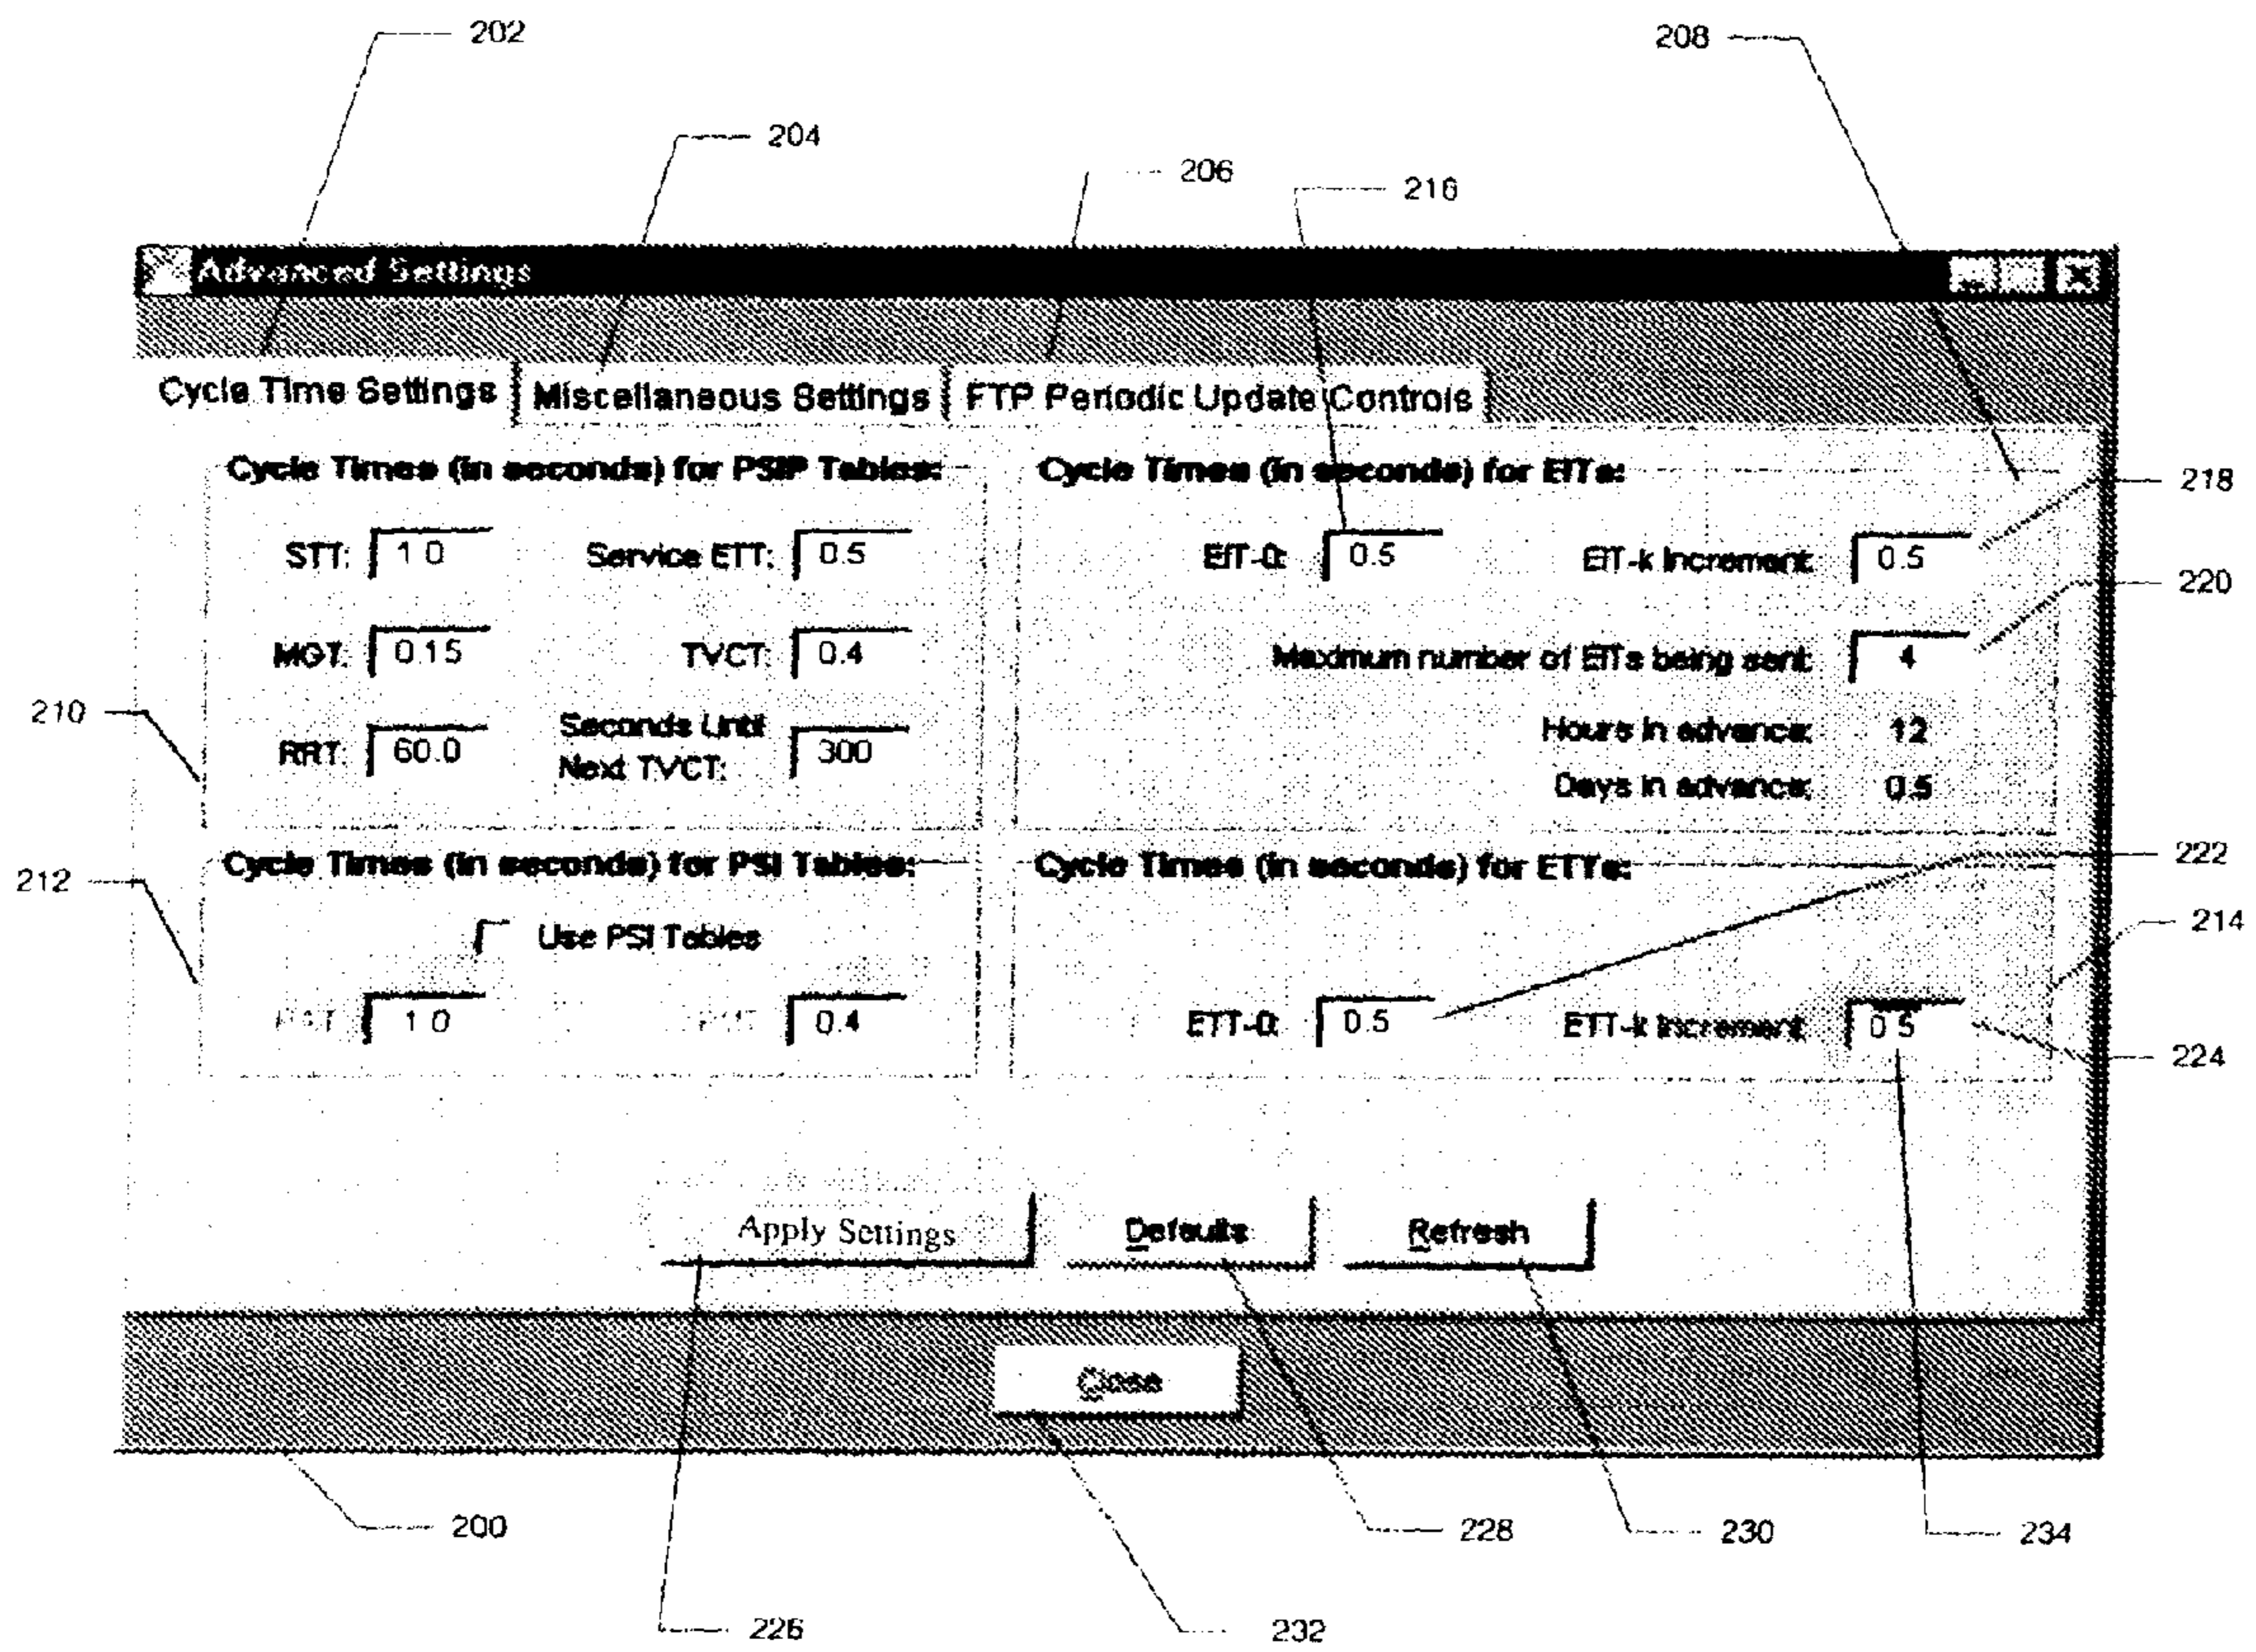 202
208
204
206
216
Advanced Settings
Cycle Time Settings
Miscellaneous Settings
FTP Periodic Update Controls
Cycle Times (in seconds) for PSIP Tables:
STT: 1.0
Service ETT: 0.5
MGT: 0.15
TVCT: 0.4
RRT: 60.0
Seconds Until
Next TVCT: 300
Cycle Times (in seconds) for EITs:
EIT-0: 0.5
EIT-k Increment: 0.5
Maximum number of EITs being sent: 4
Hours in advance: 12
Days in advance: 0.5
218
220
210
212
Cycle Times (in seconds) for PSI Tables:
Use PSI Tables
PAT: 1.0
0.4
Cycle Times (in seconds) for ETTs:
ETT-0: 0.5
ETT-k Increment: 0.5
222
214
224
Apply Settings
Defaults
Refresh
Close
200
228
230
234
226
232